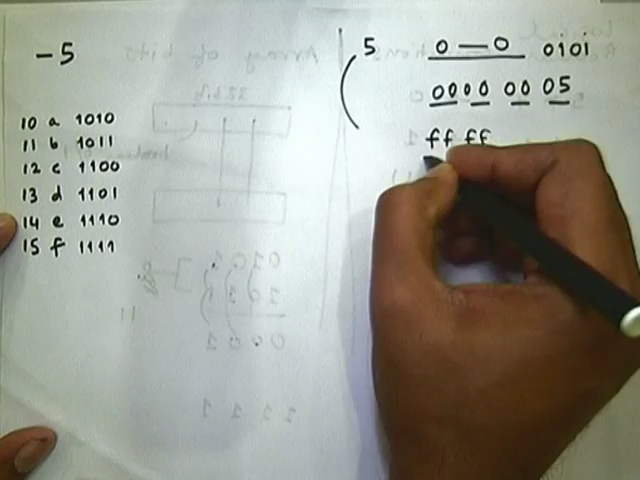 -5
10 a 1010
11 b 1011
12 c 1100
13 d 1101
14 e 1110
15 f 1111
5 0 — 0 0101
0000 00 05
ff ff